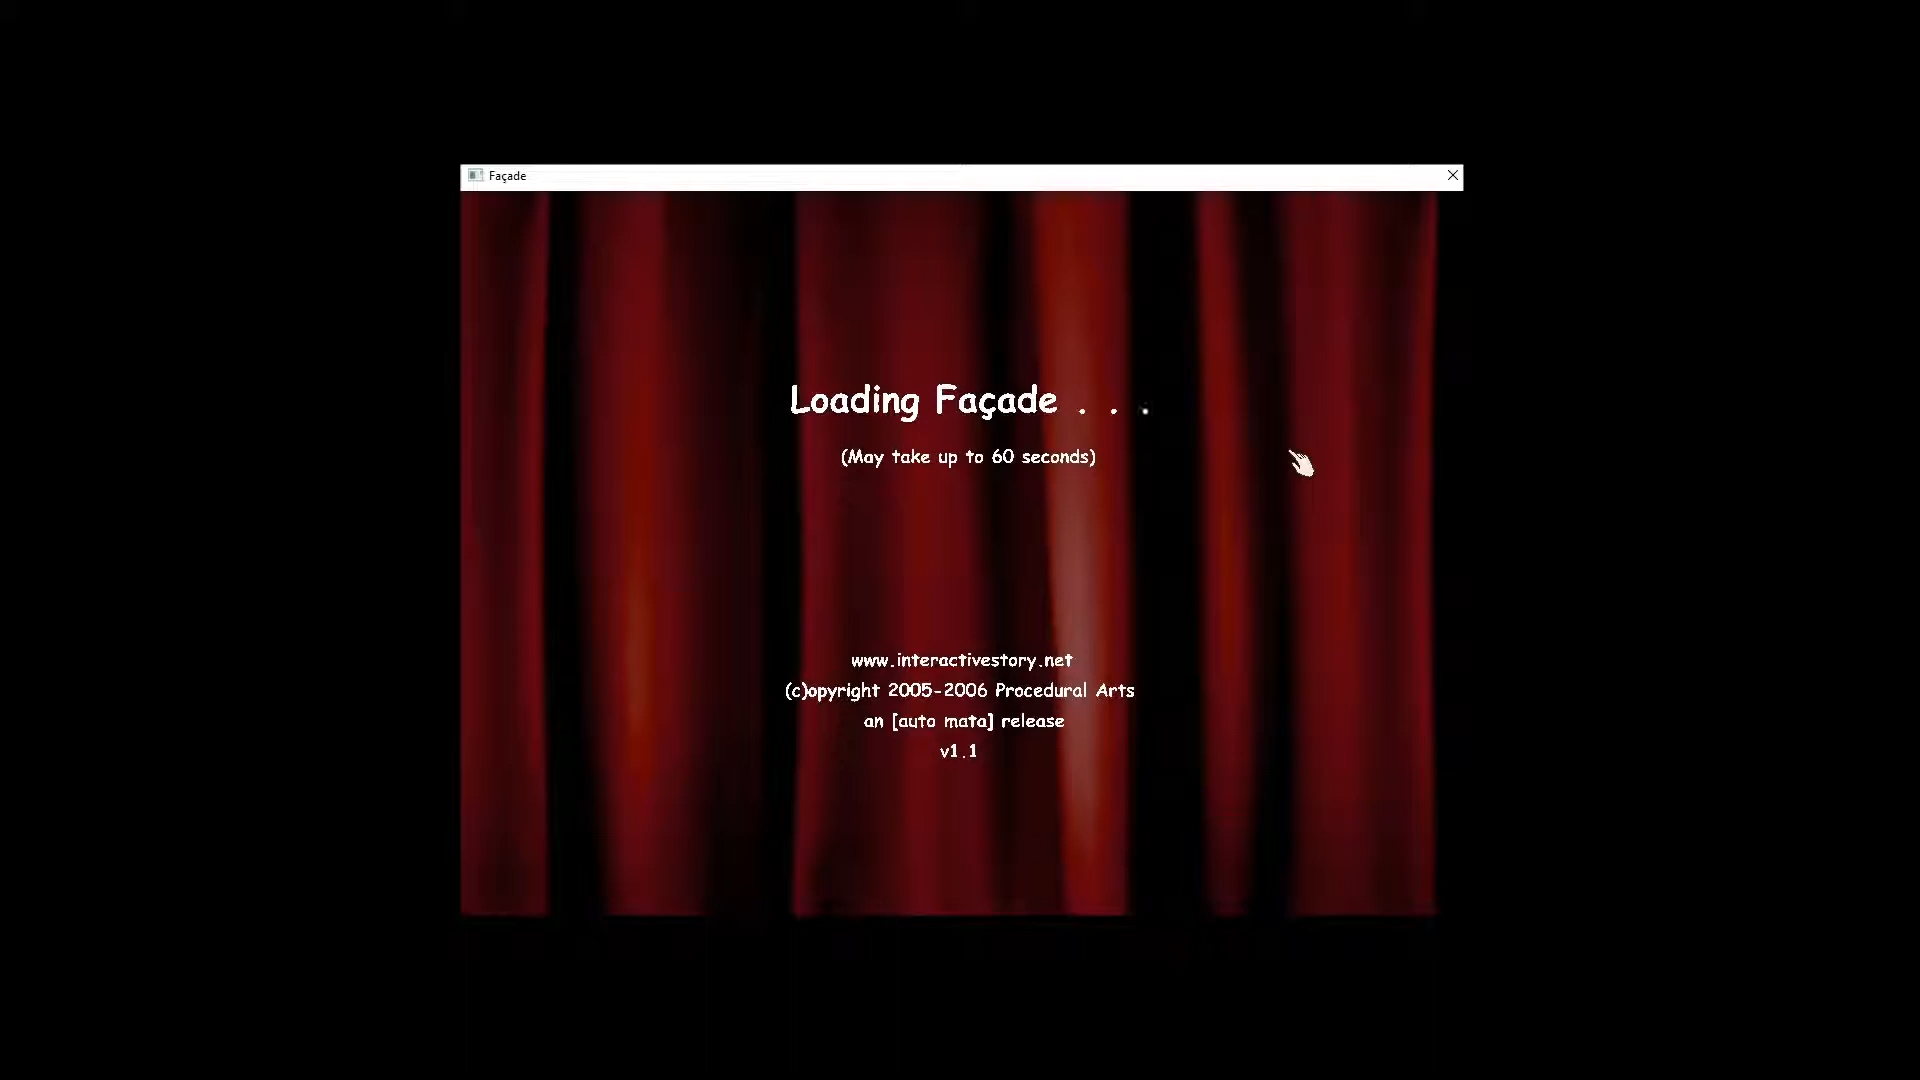 Façade
Loading Façade . . .
(May take up to 60 seconds)
www.interactivestory.net
(c)opyright 2005-2006 Procedural Arts
an [auto mata] release
v1.1